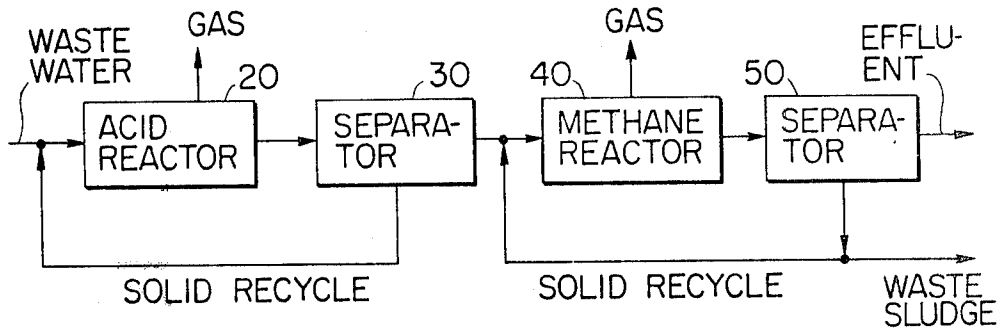 WASTE
WATER
GAS
20
ACID
REACTOR
30
SEPARA-
TOR
GAS
40
METHANE
REACTOR
50
SEPARA-
TOR
EFFLU-
ENT
SOLID RECYCLE
SOLID RECYCLE
WASTE
SLUDGE